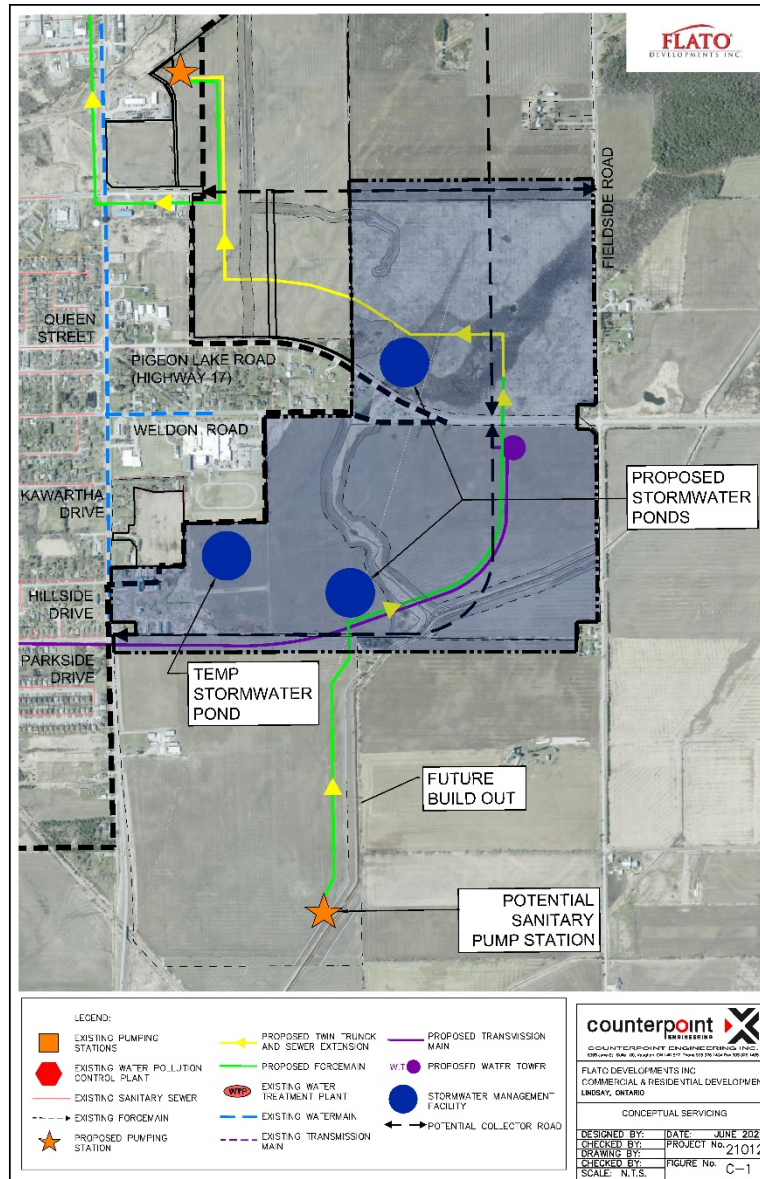 FLATO
DEVELOPMENTS INC.
FIELDSIDE ROAD
QUEEN
STREET
PIGEON LAKE ROAD
(HIGHWAY 17)
WELDON ROAD
KAWARTHA
DRIVE
PROPOSED
STORMWATER
PONDS
HILLSIDE
DRIVE
PARKSIDE
DRIVE
TEMP
STORMWATER
POND
FUTURE
BUILD OUT
POTENTIAL
SANITARY
PUMP STATION
LEGEND:
EXISTING PUMPING
STATIONS
EXISTING WATER POLLUTION
CONTROL PLANT
EXISTING SANITARY SEWER
EXISTING FORCEMAIN
PROPOSED PUMPING
STATION
PROPOSED TWIN TRUNCK
AND SEWER EXTENSION
PROPOSED FORCEMAIN
WTP
EXISTING WATER
TREATMENT PLANT
EXISTING WATERMAIN
EXISTING TRANSMISSION
MAIN
PROPOSED TRANSMISSION
MAIN
W.T
PROPOSED WATER TOWER
STORMWATER MANAGEMENT
FACILITY
POTENTIAL COLLECTOR ROAD
counterpoint
ENGINEERING
COUNTERPOINT ENGINEERING INC.
FLATO DEVELOPMENTS INC
COMMERCIAL & RESIDENTIAL DEVELOPMEN
LINDSAY, ONTARIO
CONCEPTUAL SERVICING
DESIGNED BY:
CHECKED BY:
DRAWING BY:
CHECKED BY:
SCALE: N.T.S.
DATE: JUNE 202
PROJECT No. 21012
FIGURE No. C-1